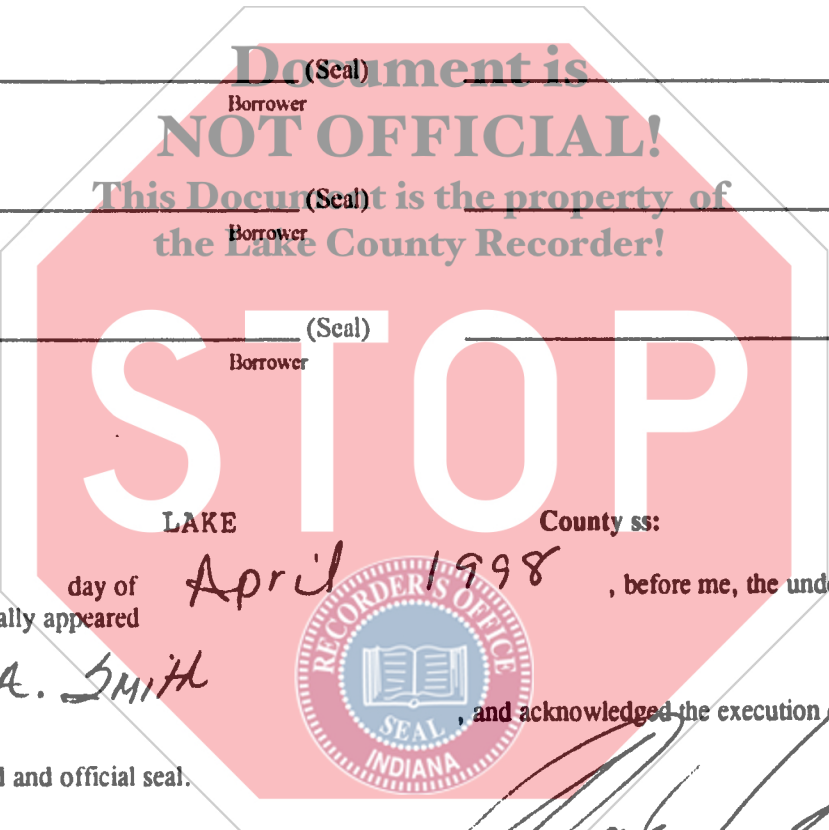 Document is
(Seal)
Borrower
NOT OFFICIAL!
This Document is the property of
(Seal)
Borrower
the Lake County Recorder!
(Seal)
Borrower
STOP
LAKE County ss:
day of April 1998 , before me, the unde
ally appeared
A. Smith
, and acknowledged the execution
d and official seal.
RECORDER'S OFFICE
SEAL
INDIANA